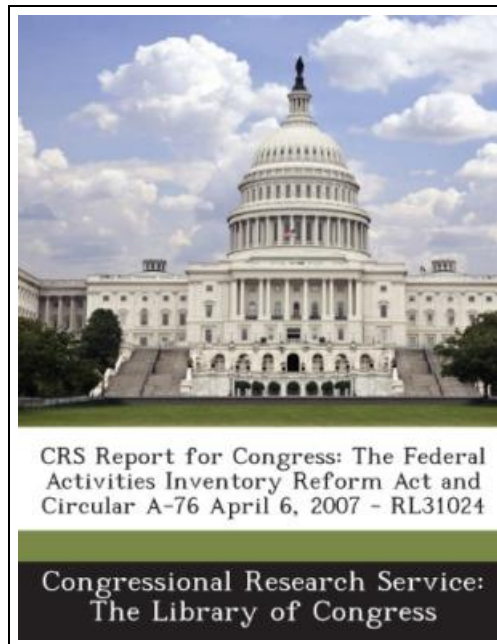 CRS Report for Congress: The Federal
Activities Inventory Reform Act and
Circular A-76 April 6, 2007 - RL31024
Congressional Research Service:
The Library of Congress